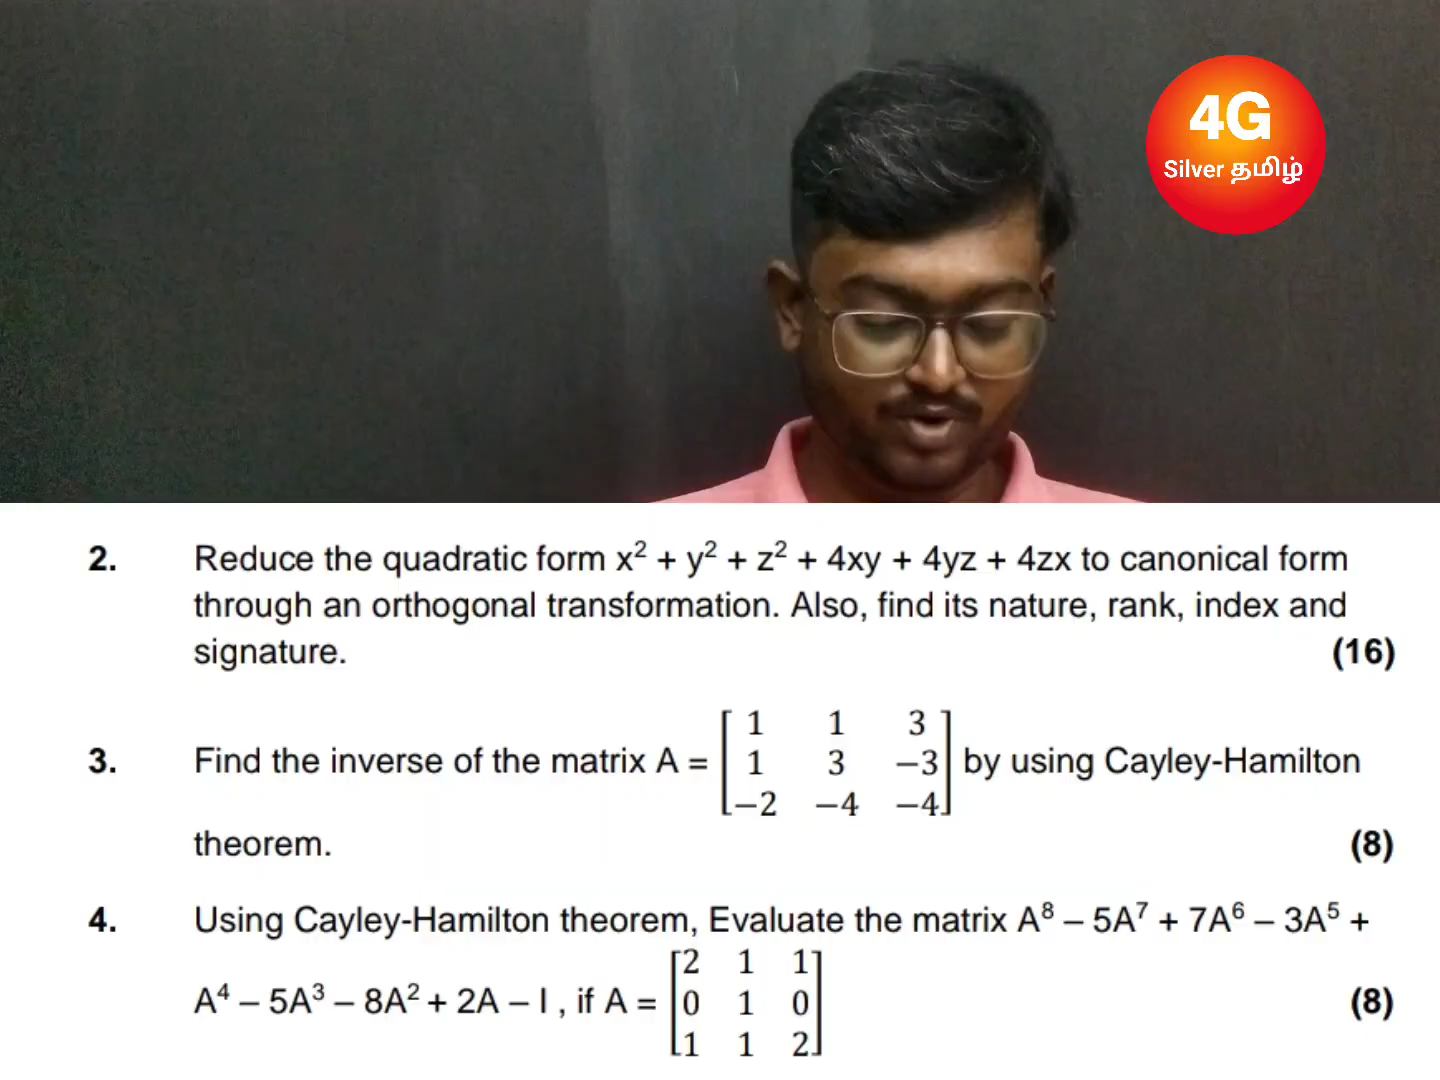 4G
Silver தமிழ்
2. Reduce the quadratic form x² + y² + z² + 4xy + 4yz + 4zx to canonical form
through an orthogonal transformation. Also, find its nature, rank, index and
signature. (16)
3. Find the inverse of the matrix A = [1 1 3
1 3 −3
−2 −4 −4] by using Cayley-Hamilton
theorem. (8)
4. Using Cayley-Hamilton theorem, Evaluate the matrix A⁸ – 5A⁷ + 7A⁶ – 3A⁵ +
A⁴ – 5A³ – 8A² + 2A – I , if A = [2 1 1
0 1 0
1 1 2] (8)